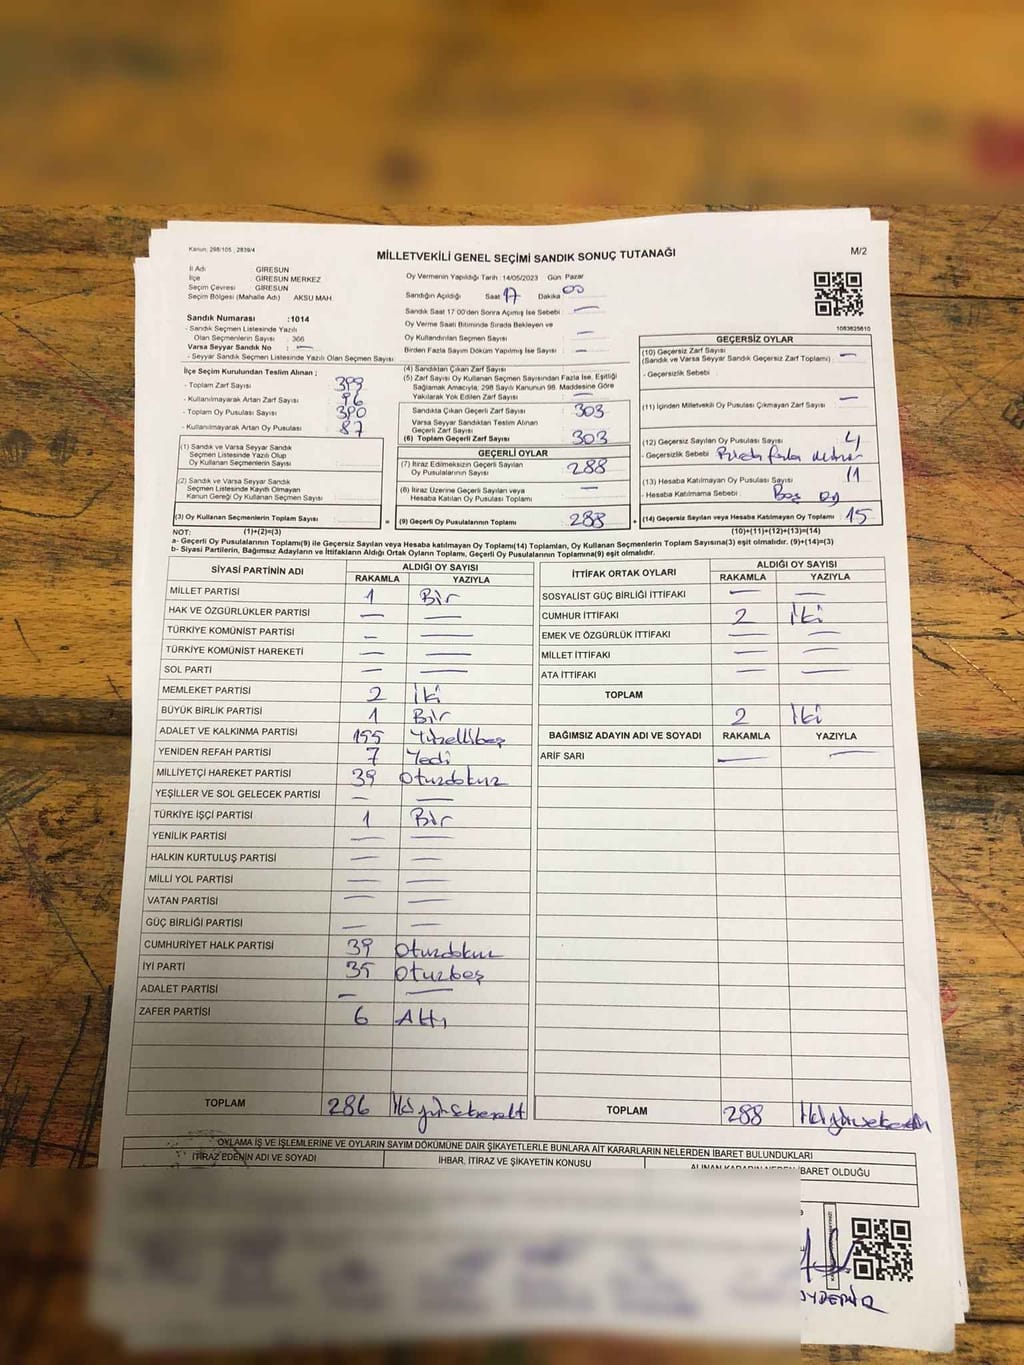 Kanun: 298/105 , 2839/4
MİLLETVEKİLİ GENEL SEÇİMİ SANDIK SONUÇ TUTANAĞI
M/2
İl Adı : GİRESUN
İlçe : GİRESUN MERKEZ
Seçim Çevresi : GİRESUN
Seçim Bölgesi (Mahalle Adı) : AKSU MAH.
Oy Vermenin Yapıldığı Tarih : 14/05/2023 Gün Pazar
Sandığın Açıldığı Saat 17 Dakika 00
Sandık Saat 17 00'den Sonra Açılmış İse Sebebi : —
Oy Verme Saati Bitiminde Sırada Bekleyen ve
Oy Kullandırılan Seçmen Sayısı : —
Birden Fazla Sayım Döküm Yapılmış İse Sayısı : —
1083825610
Sandık Numarası :1014
- Sandık Seçmen Listesinde Yazılı
Olan Seçmenlerin Sayısı : 366
Varsa Seyyar Sandık No : —
- Seyyar Sandık Seçmen Listesinde Yazılı Olan Seçmen Sayısı :
İlçe Seçim Kurulundan Teslim Alınan ;
- Toplam Zarf Sayısı : 399
- Kullanılmayarak Artan Zarf Sayısı : 96
- Toplam Oy Pusulası Sayısı : 390
- Kullanılmayarak Artan Oy Pusulası : 87
(1) Sandık ve Varsa Seyyar Sandık
Seçmen Listesinde Yazılı Olup
Oy Kullanan Seçmenlerin Sayısı :
(2) Sandık ve Varsa Seyyar Sandık
Seçmen Listesinde Kayıtlı Olmayan
Kanun Gereği Oy Kullanan Seçmen Sayısı :
(3) Oy Kullanan Seçmenlerin Toplam Sayısı :
(4) Sandıktan Çıkan Zarf Sayısı :
(5) Zarf Sayısı Oy Kullanan Seçmen Sayısından Fazla İse, Eşitliği
Sağlamak Amacıyla; 298 Sayılı Kanunun 98. Maddesine Göre
Yakılarak Yok Edilen Zarf Sayısı : —
Sandıkta Çıkan Geçerli Zarf Sayısı : 303
Varsa Seyyar Sandıktan Teslim Alınan
Geçerli Zarf Sayısı :
(6) Toplam Geçerli Zarf Sayısı : 303
GEÇERLİ OYLAR
(7) İtiraz Edilmeksizin Geçerli Sayılan
Oy Pusulalarının Sayısı : 288
(8) İtiraz Üzerine Geçerli Sayılan veya
Hesaba Katılan Oy Pusulası Toplamı : —
= (9) Geçerli Oy Pusulalarının Toplamı : 288
GEÇERSİZ OYLAR
(10) Geçersiz Zarf Sayısı
(Sandık ve Varsa Seyyar Sandık Geçersiz Zarf Toplamı) : —
- Geçersizlik Sebebi :
(11) İçinden Milletvekili Oy Pusulası Çıkmayan Zarf Sayısı : —
(12) Geçersiz Sayılan Oy Pusulası Sayısı : 4
- Geçersizlik Sebebi : fazla
(13) Hesaba Katılmayan Oy Pusulası Sayısı : 11
- Hesaba Katılmama Sebebi : Boş oy
+ (14) Geçersiz Sayılan veya Hesaba Katılmayan Oy Toplamı : 15
NOT: (1)+(2)=(3) (10)+(11)+(12)+(13)=(14)
a- Geçerli Oy Pusulalarının Toplamı(9) ile Geçersiz Sayılan veya Hesaba katılmayan Oy Toplamı(14) Toplamları, Oy Kullanan Seçmenlerin Toplam Sayısına(3) eşit olmalıdır. (9)+(14)=(3)
b- Siyasi Partilerin, Bağımsız Adayların ve İttifakların Aldığı Ortak Oyların Toplamı, Geçerli Oy Pusulalarının Toplamına(9) eşit olmalıdır.
SİYASİ PARTİNİN ADI ALDIĞI OY SAYISI
RAKAMLA YAZIYLA
MİLLET PARTİSİ 1 Bir
HAK VE ÖZGÜRLÜKLER PARTİSİ — —
TÜRKİYE KOMÜNİST PARTİSİ — —
TÜRKİYE KOMÜNİST HAREKETİ — —
SOL PARTİ — —
MEMLEKET PARTİSİ 2 İki
BÜYÜK BİRLİK PARTİSİ 1 Bir
ADALET VE KALKINMA PARTİSİ 155 Yüzellibeş
YENİDEN REFAH PARTİSİ 7 Yedi
MİLLİYETÇİ HAREKET PARTİSİ 39 Otuzdokuz
YEŞİLLER VE SOL GELECEK PARTİSİ — —
TÜRKİYE İŞÇİ PARTİSİ 1 Bir
YENİLİK PARTİSİ — —
HALKIN KURTULUŞ PARTİSİ — —
MİLLİ YOL PARTİSİ — —
VATAN PARTİSİ — —
GÜÇ BİRLİĞİ PARTİSİ — —
CUMHURİYET HALK PARTİSİ 39 Otuzdokuz
İYİ PARTİ 35 Otuzbeş
ADALET PARTİSİ — —
ZAFER PARTİSİ 6 Altı
TOPLAM 286
İTTİFAK ORTAK OYLARI ALDIĞI OY SAYISI
RAKAMLA YAZIYLA
SOSYALİST GÜÇ BİRLİĞİ İTTİFAKI — —
CUMHUR İTTİFAKI 2 İki
EMEK VE ÖZGÜRLÜK İTTİFAKI — —
MİLLET İTTİFAKI — —
ATA İTTİFAKI — —
TOPLAM
2 İki
BAĞIMSIZ ADAYIN ADI VE SOYADI RAKAMLA YAZIYLA
ARİF SARI — —
TOPLAM 288
OYLAMA İŞ VE İŞLEMLERİNE VE OYLARIN SAYIM DÖKÜMÜNE DAİR ŞİKAYETLERLE BUNLARA AİT KARARLARIN NELERDEN İBARET BULUNDUKLARI
İTİRAZ EDENİN ADI VE SOYADI
İHBAR, İTİRAZ VE ŞİKAYETİN KONUSU
ALINAN KARARIN NEDEN İBARET OLDUĞU